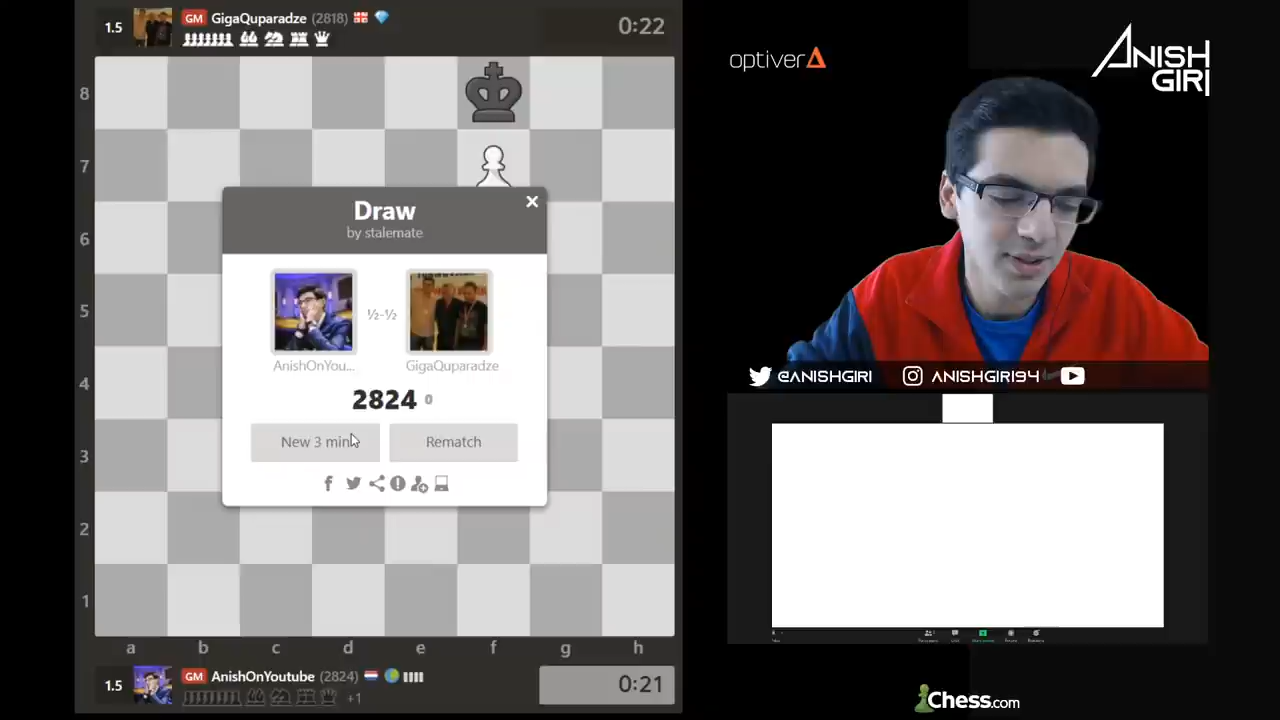 1.5 GM GigaQuparadze (2818)
0:22
optiver
ANISH
GIRI
8
7
6
5
4
3
2
1
Draw
by stalemate
½-½
AnishOnYou...
GigaQuparadze
2824 0
New 3 min
Rematch
@ANISHGIRI
ANISHGIRI94
a b c d e f g h
1.5 GM AnishOnYoutube (2824)
+1
0:21
Chess.com